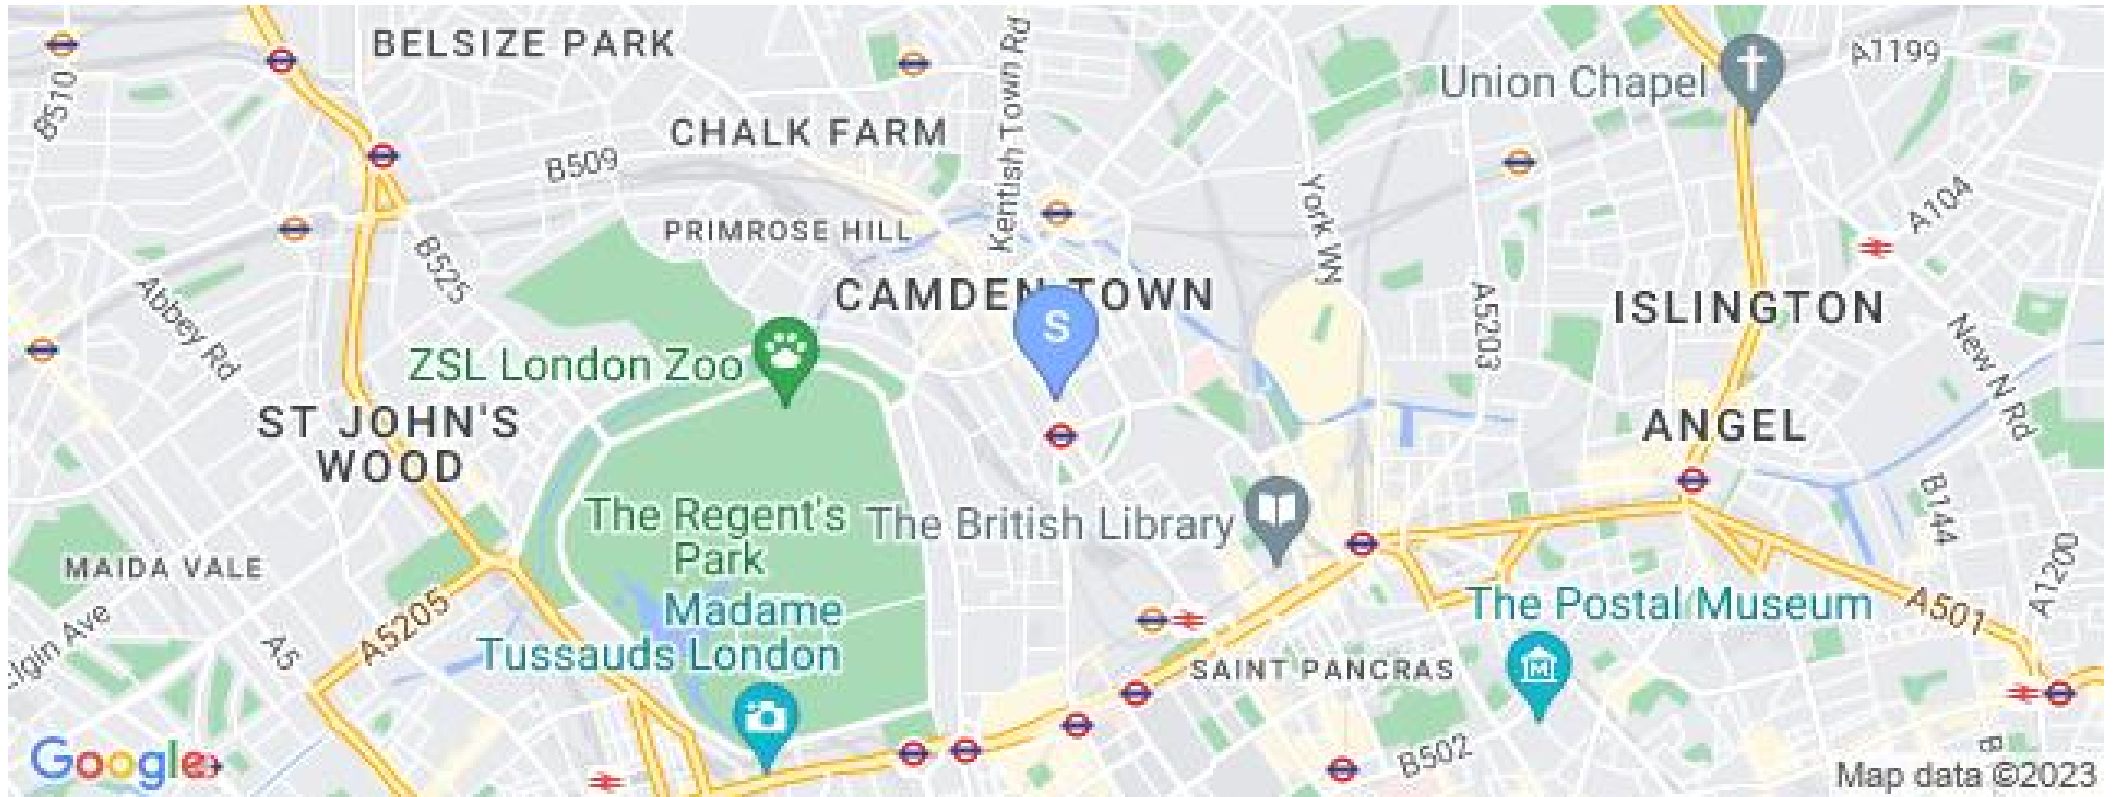 BELSIZE PARK
B510
Kentish Town Rd
Union Chapel
A1199
CHALK FARM
B509
York Wy
A104
PRIMROSE HILL
B525
CAMDEN TOWN
S
Abbey Rd
A5203
ISLINGTON
New N Rd
ZSL London Zoo
ST JOHN'S
WOOD
ANGEL
B144
The Regent's
Park
The British Library
MAIDA VALE
A1200
Elgin Ave
A5205
A5
Madame
Tussauds London
The Postal Museum
M
A501
SAINT PANCRAS
B502
B
Google
Map data ©2023